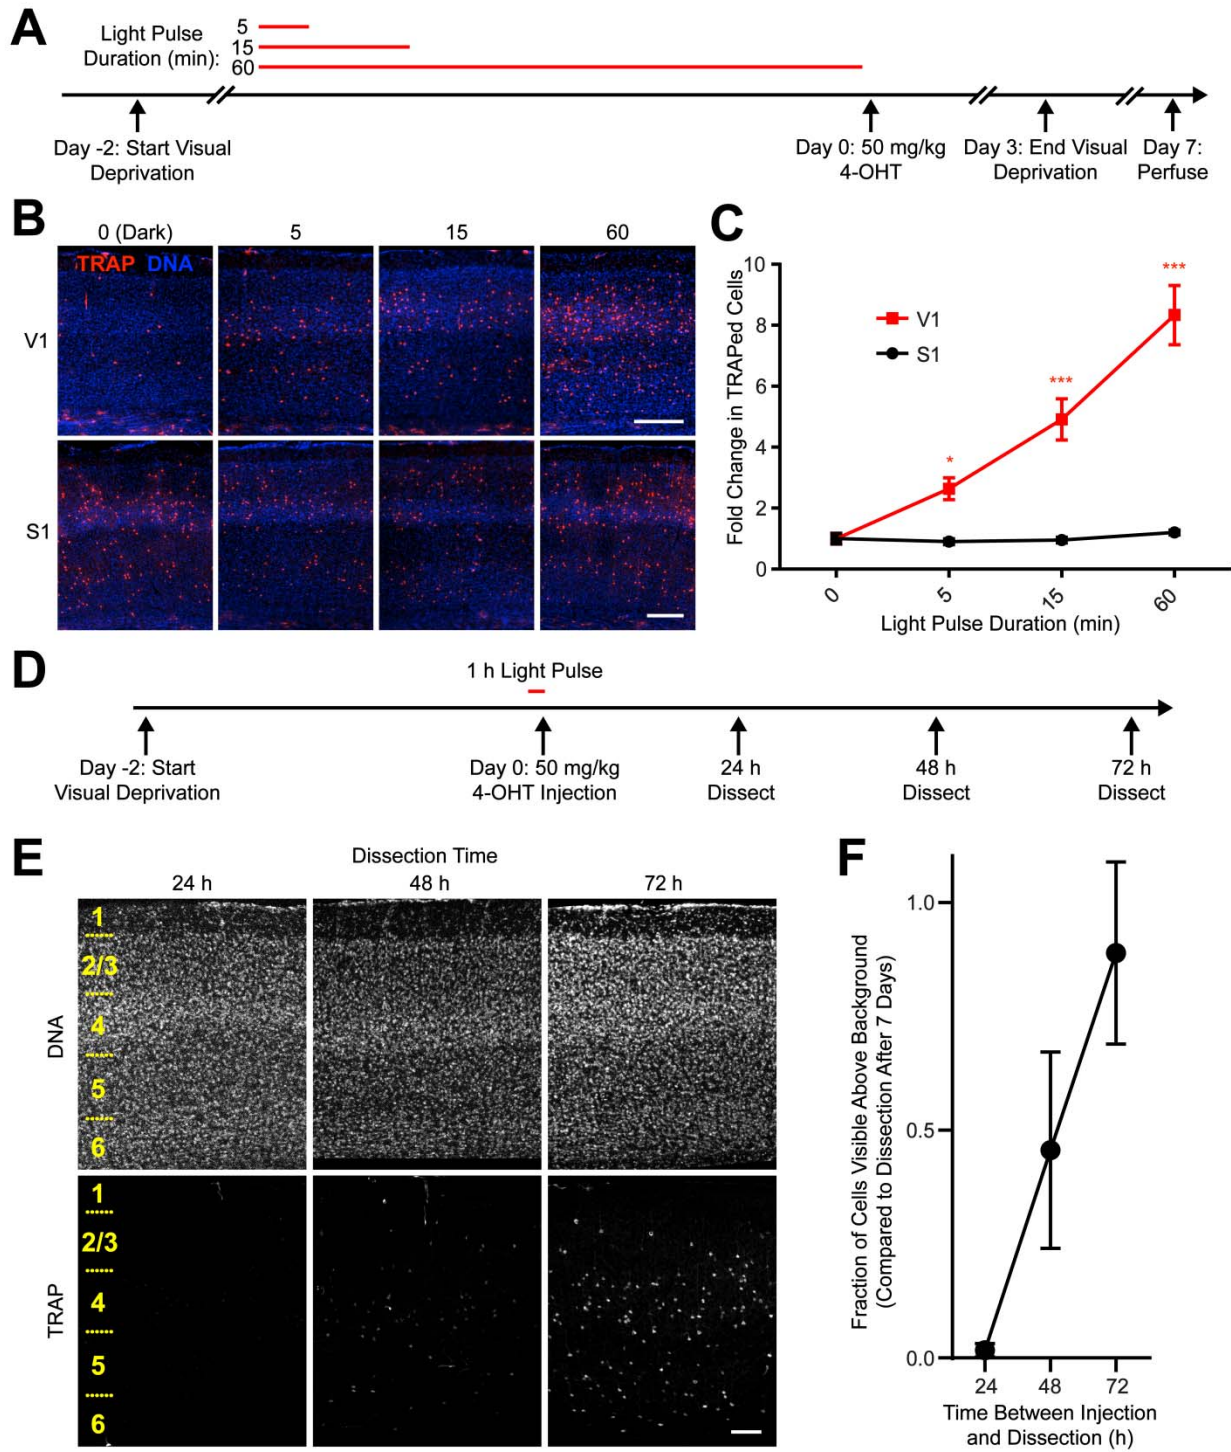 A
Light Pulse
Duration (min):
5
15
60
Day -2: Start Visual
Deprivation
Day 0: 50 mg/kg
4-OHT
Day 3: End Visual
Deprivation
Day 7:
Perfuse
B
0 (Dark)
5
15
60
TRAP DNA
V1
S1
C
Fold Change in TRAPed Cells
10
8
6
4
2
0
V1
S1
*
***
***
0
5
15
60
Light Pulse Duration (min)
D
1 h Light Pulse
Day -2: Start
Visual Deprivation
Day 0: 50 mg/kg
4-OHT Injection
24 h
Dissect
48 h
Dissect
72 h
Dissect
E
Dissection Time
24 h
48 h
72 h
DNA
1
2/3
4
5
6
TRAP
1
2/3
4
5
6
F
Fraction of Cells Visible Above Background
(Compared to Dissection After 7 Days)
1.0
0.5
0.0
24
48
72
Time Between Injection
and Dissection (h)